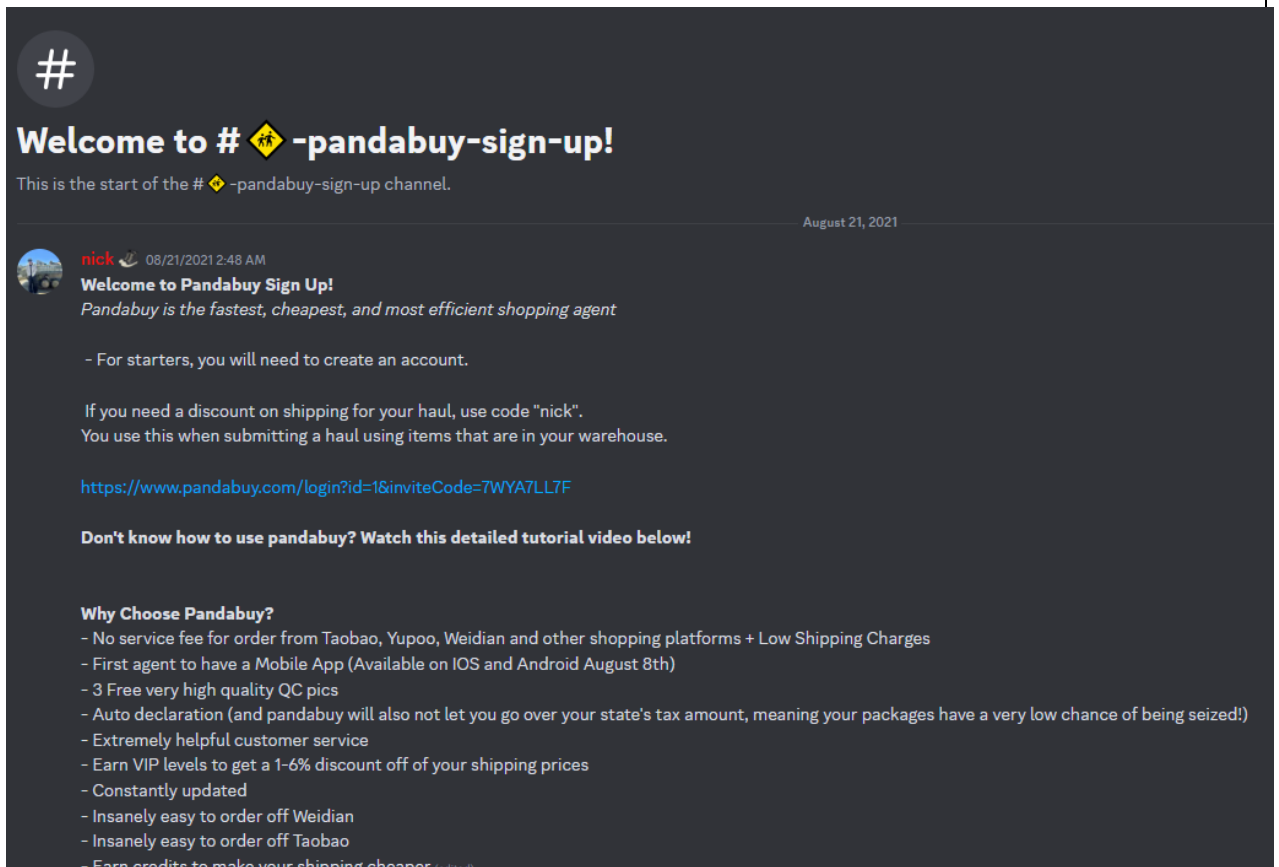 #
Welcome to # 🚸 -pandabuy-sign-up!
This is the start of the # 🚸 -pandabuy-sign-up channel.
August 21, 2021
nick 08/21/2021 2:48 AM
Welcome to Pandabuy Sign Up!
Pandabuy is the fastest, cheapest, and most efficient shopping agent
- For starters, you will need to create an account.
If you need a discount on shipping for your haul, use code "nick".
You use this when submitting a haul using items that are in your warehouse.
https://www.pandabuy.com/login?id=1&inviteCode=7WYA7LL7F
Don't know how to use pandabuy? Watch this detailed tutorial video below!
Why Choose Pandabuy?
- No service fee for order from Taobao, Yupoo, Weidian and other shopping platforms + Low Shipping Charges
- First agent to have a Mobile App (Available on IOS and Android August 8th)
- 3 Free very high quality QC pics
- Auto declaration (and pandabuy will also not let you go over your state's tax amount, meaning your packages have a very low chance of being seized!)
- Extremely helpful customer service
- Earn VIP levels to get a 1-6% discount off of your shipping prices
- Constantly updated
- Insanely easy to order off Weidian
- Insanely easy to order off Taobao
- Earn credits to make your shipping cheaper (edited)